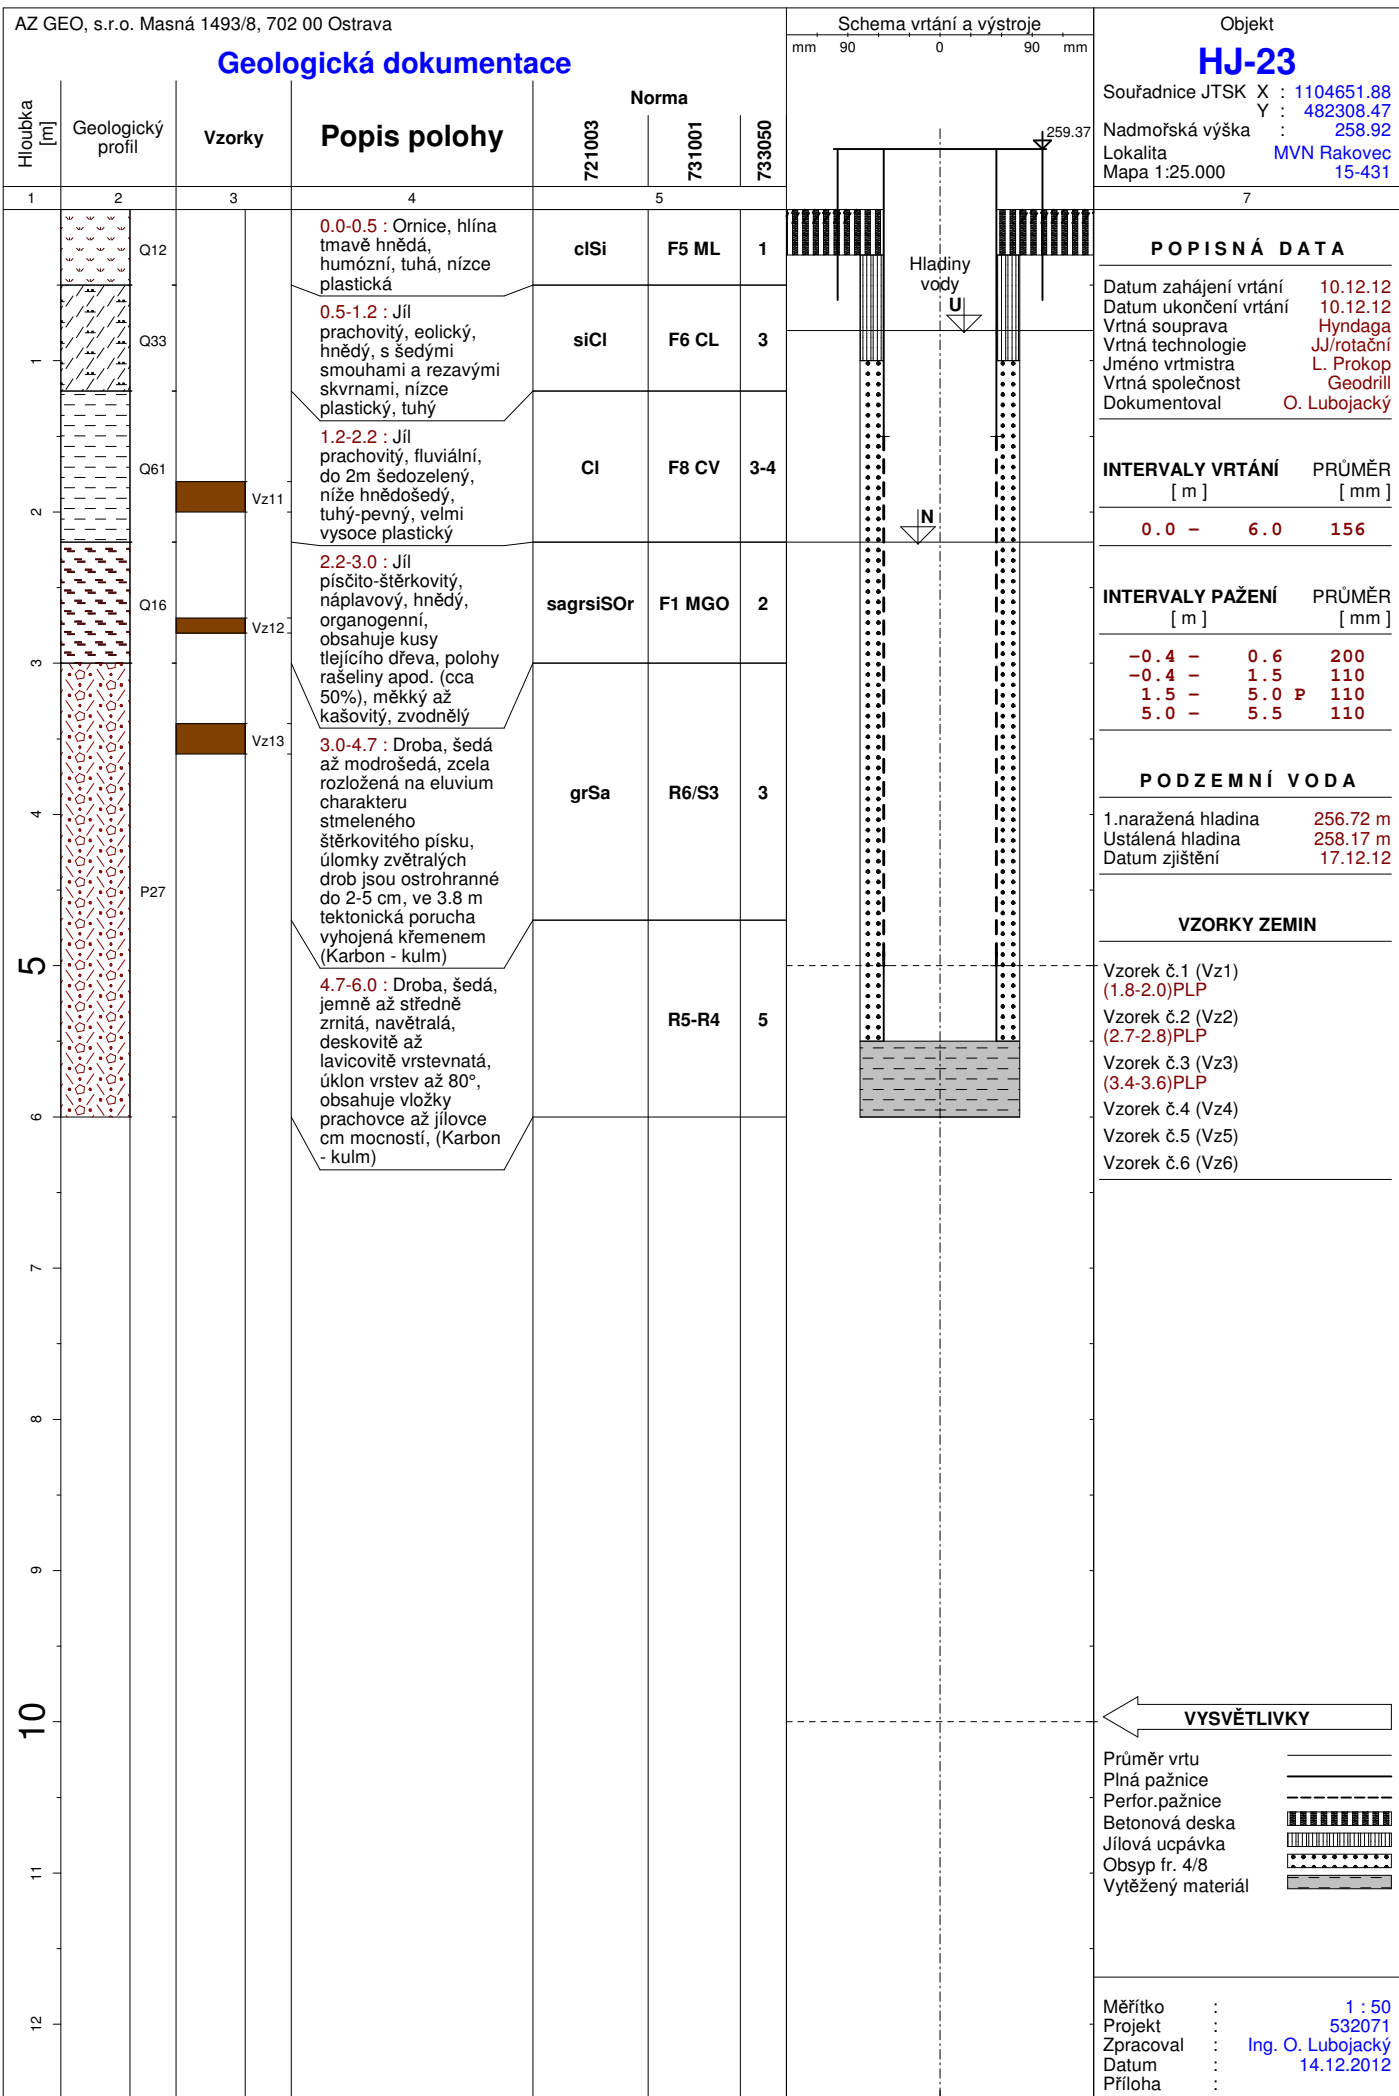 AZ GEO, s.r.o. Masná 1493/8, 702 00 Ostrava
Geologická dokumentace
Hloubka
[m]
Geologický
profil
Vzorky
Popis polohy
Norma
721003
731001
733050
1
2
3
4
5
0.0-0.5 : Ornice, hlína
tmavě hnědá,
humózní, tuhá, nízce
plastická
Q12
clSi
F5 ML
1
0.5-1.2 : Jíl
prachovitý, eolický,
hnědý, s šedými
smouhami a rezavými
skvrnami, nízce
plastický, tuhý
Q33
siCl
F6 CL
3
1.2-2.2 : Jíl
prachovitý, fluviální,
do 2m šedozelený,
níže hnědošedý,
tuhý-pevný, velmi
vysoce plastický
Q61
Vz11
Cl
F8 CV
3-4
2.2-3.0 : Jíl
písčito-štěrkovitý,
náplavový, hnědý,
organogenní,
obsahuje kusy
tlejícího dřeva, polohy
rašeliny apod. (cca
50%), měkký až
kašovitý, zvodnělý
Q16
Vz12
sagrsiSOr
F1 MGO
2
3.0-4.7 : Droba, šedá
až modrošedá, zcela
rozložená na eluvium
charakteru
stmeleného
štěrkovitého písku,
úlomky zvětralých
drob jsou ostrohranné
do 2-5 cm, ve 3.8 m
tektonická porucha
vyhojená křemenem
(Karbon - kulm)
Vz13
P27
grSa
R6/S3
3
4.7-6.0 : Droba, šedá,
jemně až středně
zrnitá, navětralá,
deskovitě až
lavicovitě vrstevnatá,
úklon vrstev až 80°,
obsahuje vložky
prachovce až jílovce
cm mocností, (Karbon
- kulm)
R5-R4
5
1
2
3
4
5
6
7
8
9
10
11
12
Schema vrtání a výstroje
mm 90 0 90 mm
259.37
Hladiny
vody
U
N
Objekt
HJ-23
Souřadnice JTSK X : 1104651.88
Y : 482308.47
Nadmořská výška : 258.92
Lokalita MVN Rakovec
Mapa 1:25.000 15-431
7
POPISNÁ DATA
Datum zahájení vrtání 10.12.12
Datum ukončení vrtání 10.12.12
Vrtná souprava Hyndaga
Vrtná technologie JJ/rotační
Jméno vrtmistra L. Prokop
Vrtná společnost Geodrill
Dokumentoval O. Lubojacký
INTERVALY VRTÁNÍ PRŮMĚR
[ m ] [ mm ]
0.0 - 6.0 156
INTERVALY PAŽENÍ PRŮMĚR
[ m ] [ mm ]
-0.4 - 0.6 200
-0.4 - 1.5 110
1.5 - 5.0 P 110
5.0 - 5.5 110
PODZEMNÍ VODA
1.naražená hladina 256.72 m
Ustálená hladina 258.17 m
Datum zjištění 17.12.12
VZORKY ZEMIN
Vzorek č.1 (Vz1)
(1.8-2.0)PLP
Vzorek č.2 (Vz2)
(2.7-2.8)PLP
Vzorek č.3 (Vz3)
(3.4-3.6)PLP
Vzorek č.4 (Vz4)
Vzorek č.5 (Vz5)
Vzorek č.6 (Vz6)
VYSVĚTLIVKY
Průměr vrtu
Plná pažnice
Perfor.pažnice
Betonová deska
Jílová ucpávka
Obsyp fr. 4/8
Vytěžený materiál
Měřítko : 1 : 50
Projekt : 532071
Zpracoval : Ing. O. Lubojacký
Datum : 14.12.2012
Příloha :